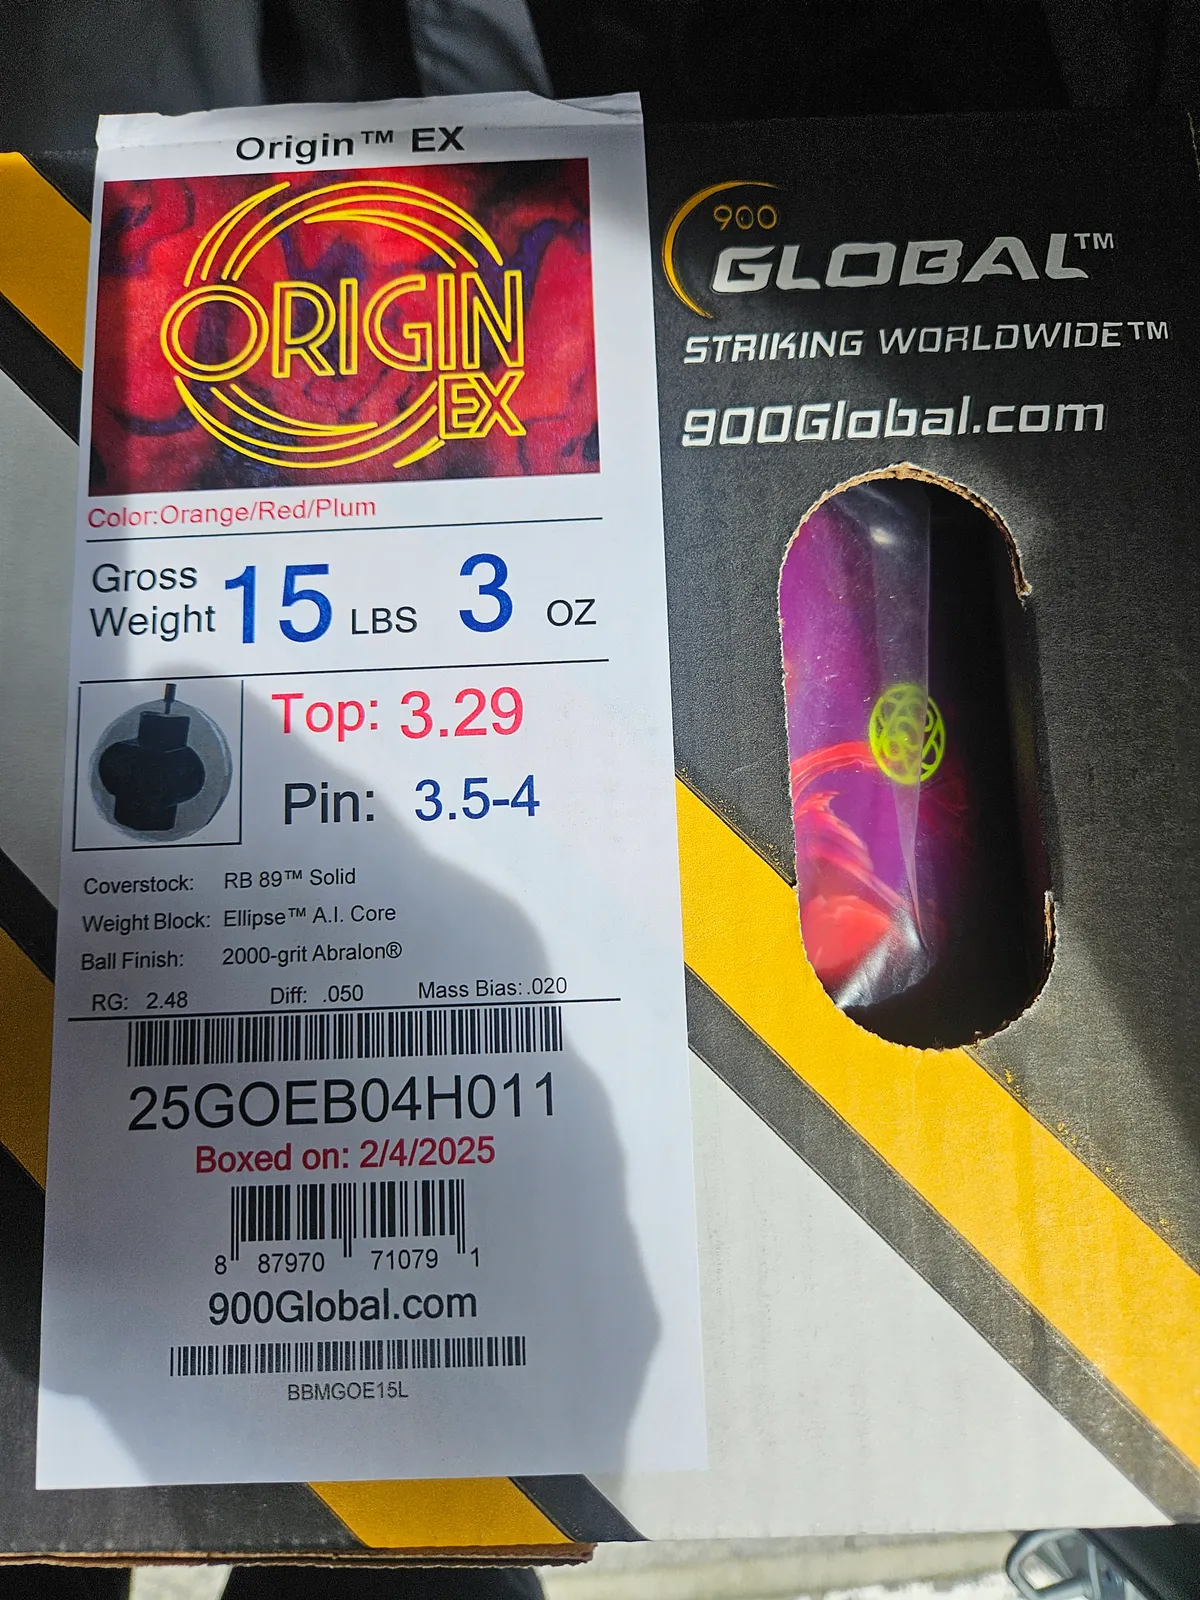 Origin™ EX
ORIGIN
EX
Color:Orange/Red/Plum
Gross
Weight 15 LBS 3 OZ
Top: 3.29
Pin: 3.5-4
Coverstock: RB 89™ Solid
Weight Block: Ellipse™ A.I. Core
Ball Finish: 2000-grit Abralon®
RG: 2.48 Diff: .050 Mass Bias: .020
25GOEB04H011
Boxed on: 2/4/2025
8 87970 71079 1
900Global.com
BBMGOE15L
900
GLOBAL™
STRIKING WORLDWIDE™
900Global.com